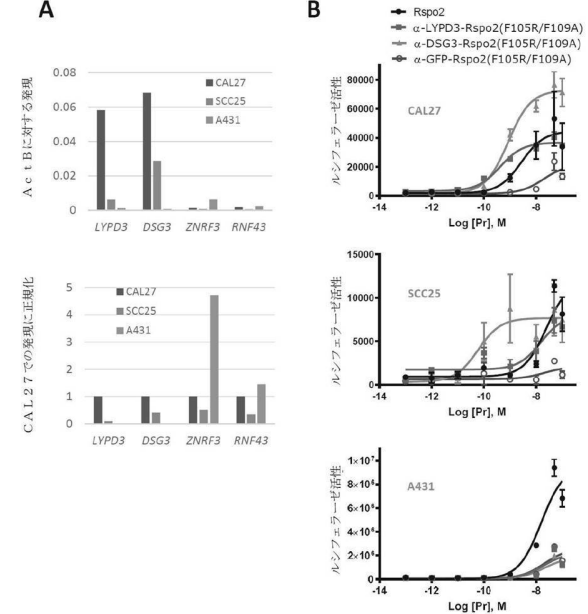 A
0.08
0.06
0.04
0.02
0
ActBに対する発現
CAL27
SCC25
A431
LYPD3 DSG3 ZNRF3 RNF43
6
5
4
3
2
1
0
CAL27での発現に正規化
CAL27
SCC25
A431
LYPD3 DSG3 ZNRF3 RNF43
B
Rspo2
α-LYPD3-Rspo2(F105R/F109A)
α-DSG3-Rspo2(F105R/F109A)
α-GFP-Rspo2(F105R/F109A)
80000
60000
40000
20000
0
ルシフェラーゼ活性
CAL27
-14 -12 -10 -8
Log [Pr], M
15000
10000
5000
0
ルシフェラーゼ活性
SCC25
-14 -12 -10 -8
Log [Pr], M
1×10⁷
8×10⁶
6×10⁶
4×10⁶
2×10⁶
0
ルシフェラーゼ活性
A431
-14 -12 -10 -8
Log [Pr], M